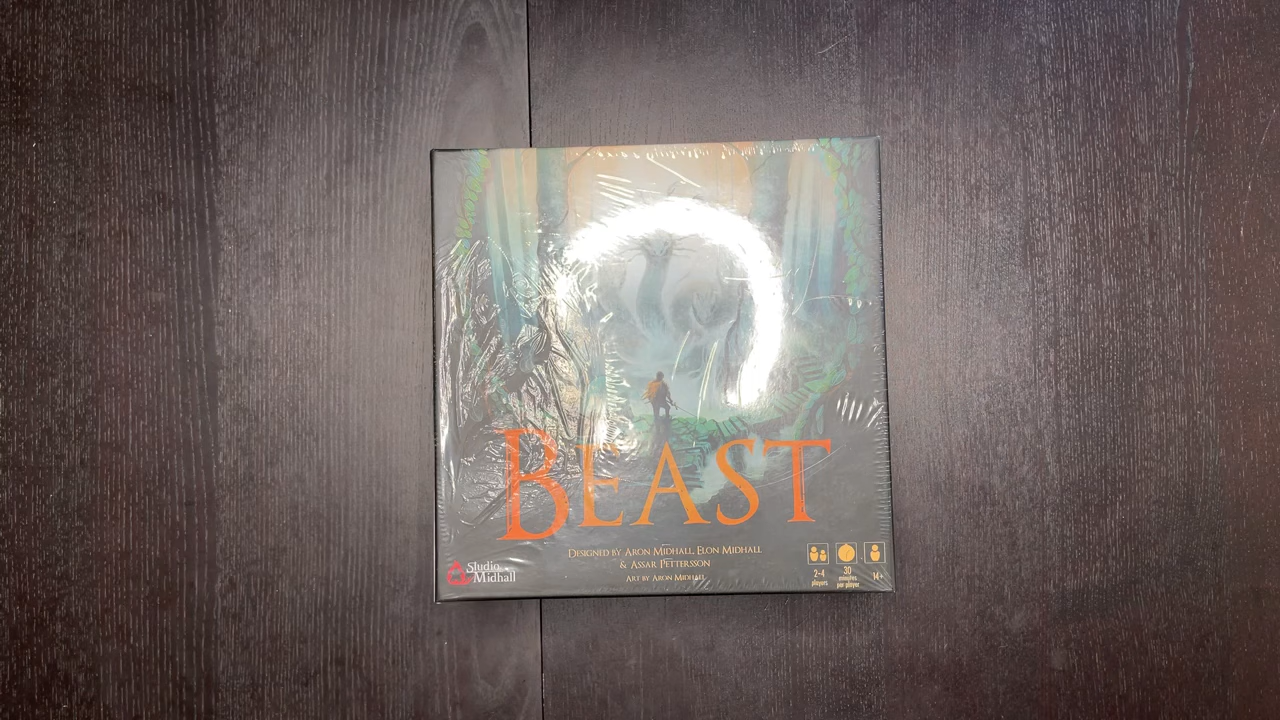 BEAST
DESIGNED BY ARON MIDHALL, ELON MIDHALL
& ASSAR PETTERSSON
ART BY ARON MIDHALL
Studio
Midhall
2-4
players
30
minutes
per player
14+